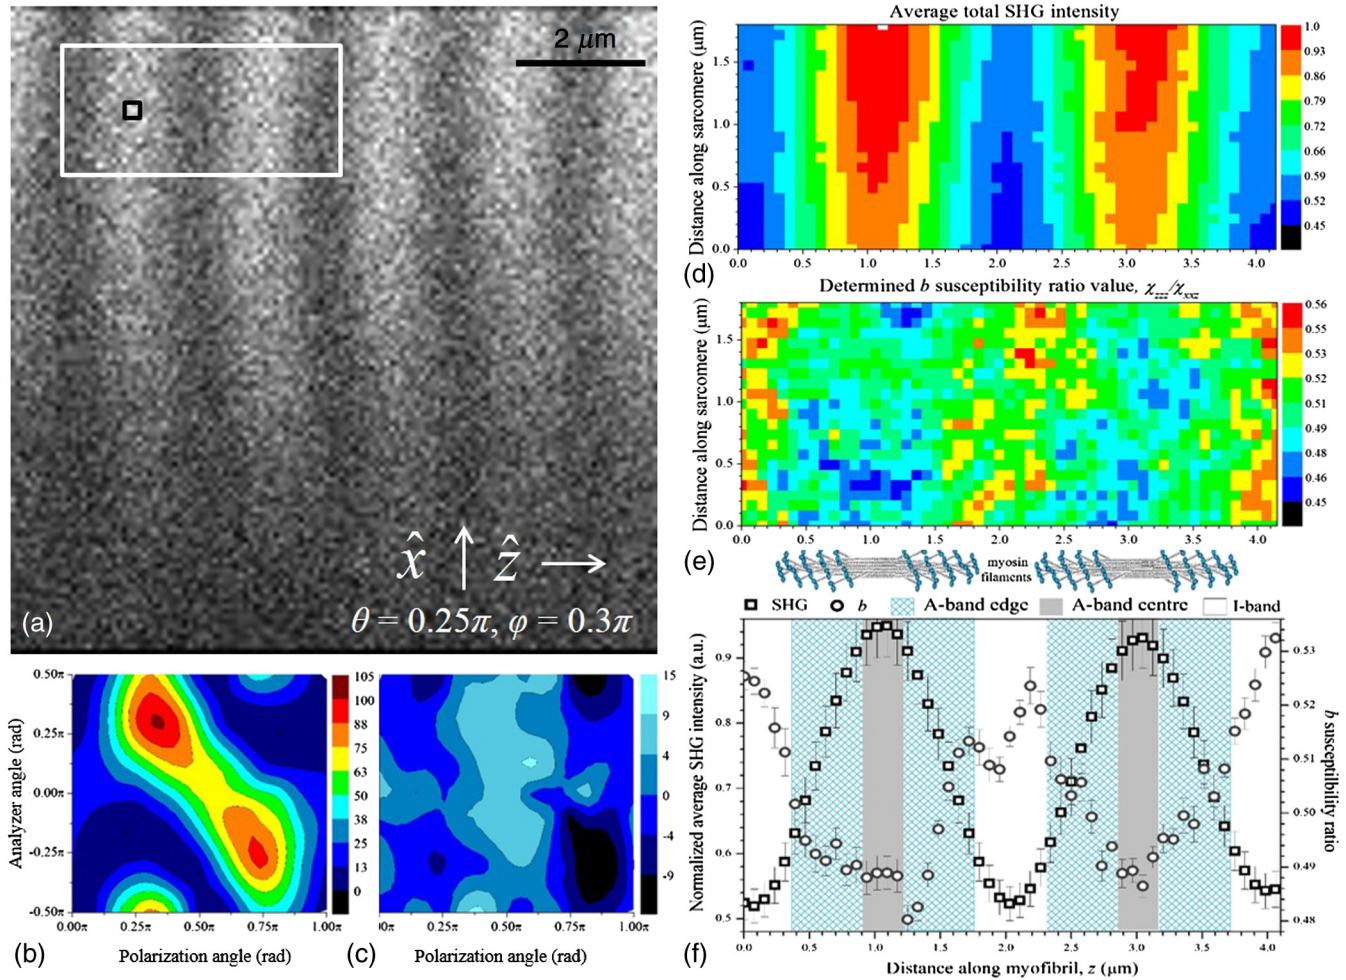 2 μm
x̂ ẑ
θ = 0.25π, φ = 0.3π
(a)
Average total SHG intensity
Distance along sarcomere (μm)
1.5
1.0
0.5
0.0
0.0 0.5 1.0 1.5 2.0 2.5 3.0 3.5 4.0
1.0
0.93
0.86
0.79
0.72
0.66
0.59
0.52
0.45
(d)
Determined b susceptibility ratio value, χzzz/χxxz
Distance along sarcomere (μm)
1.5
1.0
0.5
0.0
0.0 0.5 1.0 1.5 2.0 2.5 3.0 3.5 4.0
0.56
0.55
0.53
0.52
0.51
0.49
0.48
0.46
0.45
(e)
myosin
filaments
SHG b A-band edge A-band centre I-band
Normalized average SHG intensity (a.u.)
0.9
0.8
0.7
0.6
0.5
0.53
0.52
0.51
0.50
0.49
0.48
b susceptibility ratio
0.0 0.5 1.0 1.5 2.0 2.5 3.0 3.5 4.0
Distance along myofibril, z (μm)
(f)
Analyzer angle (rad)
0.50π
0.25π
0.00π
-0.25π
-0.50π
0.00π 0.25π 0.50π 0.75π 1.00π
Polarization angle (rad)
105
100
85
75
63
50
38
25
13
0
(b)
0.00π 0.25π 0.50π 0.75π 1.00π
Polarization angle (rad)
15
9
4
0
-4
-9
(c)